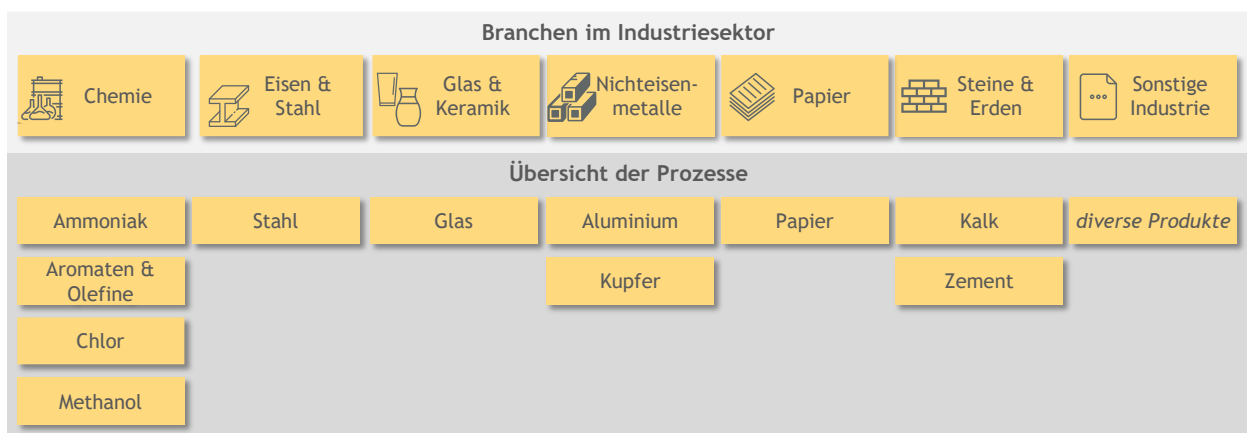 Branchen im Industriesektor
Chemie
Eisen &
Stahl
Glas &
Keramik
Nichteisen-
metalle
Papier
Steine &
Erden
Sonstige
Industrie
Übersicht der Prozesse
Ammoniak
Stahl
Glas
Aluminium
Papier
Kalk
diverse Produkte
Aromaten &
Olefine
Kupfer
Zement
Chlor
Methanol